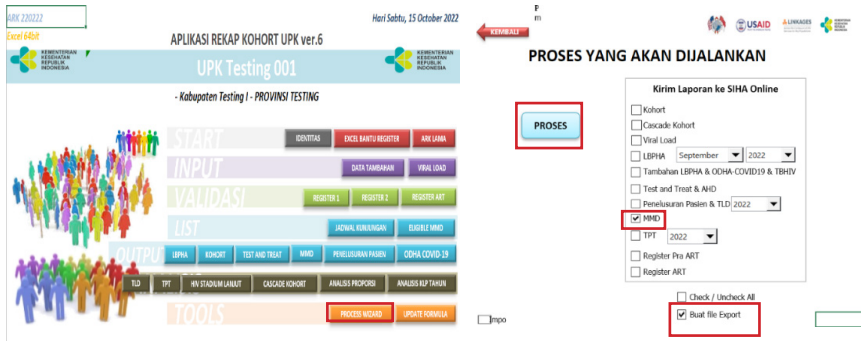 ARK 220222
Hari Sabtu, 15 October 2022
Excel 64bit
APLIKASI REKAP KOHORT UPK ver.6
KEMENTERIAN
KESEHATAN
REPUBLIK
INDONESIA
UPK Testing 001
KEMENTERIAN
KESEHATAN
REPUBLIK
INDONESIA
- Kabupaten Testing I - PROVINSI TESTING
START
IDENTITAS
EXCEL BANTU REGISTER
ARK LAMA
INPUT
DATA TAMBAHAN
VIRAL LOAD
VALIDASI
REGISTER 1
REGISTER 2
REGISTER ART
LIST
JADWAL KUNJUNGAN
ELIGIBLE MMD
OUTPUT
LBPHA
KOHORT
TEST AND TREAT
MMD
PENELUSURAN PASIEN
ODHA COVID-19
TLD
TPT
HIV STADIUM LANJUT
CASCADE KOHORT
ANALISIS PROPORSI
ANALISIS KLP TAHUN
TOOLS
PROCESS WIZARD
UPDATE FORMULA
P
m
KEMBALI
USAID
LINKAGES
PROSES YANG AKAN DIJALANKAN
PROSES
Kirim Laporan ke SIHA Online
Kohort
Cascade Kohort
Viral Load
LBPHA September 2022
Tambahan LBPHA & ODHA-COVID19 & TBHIV
Test and Treat & AHD
Penelusuran Pasien & TLD 2022
MMD
TPT 2022
Register Pra ART
Register ART
Check / Uncheck All
Buat file Export
Impo